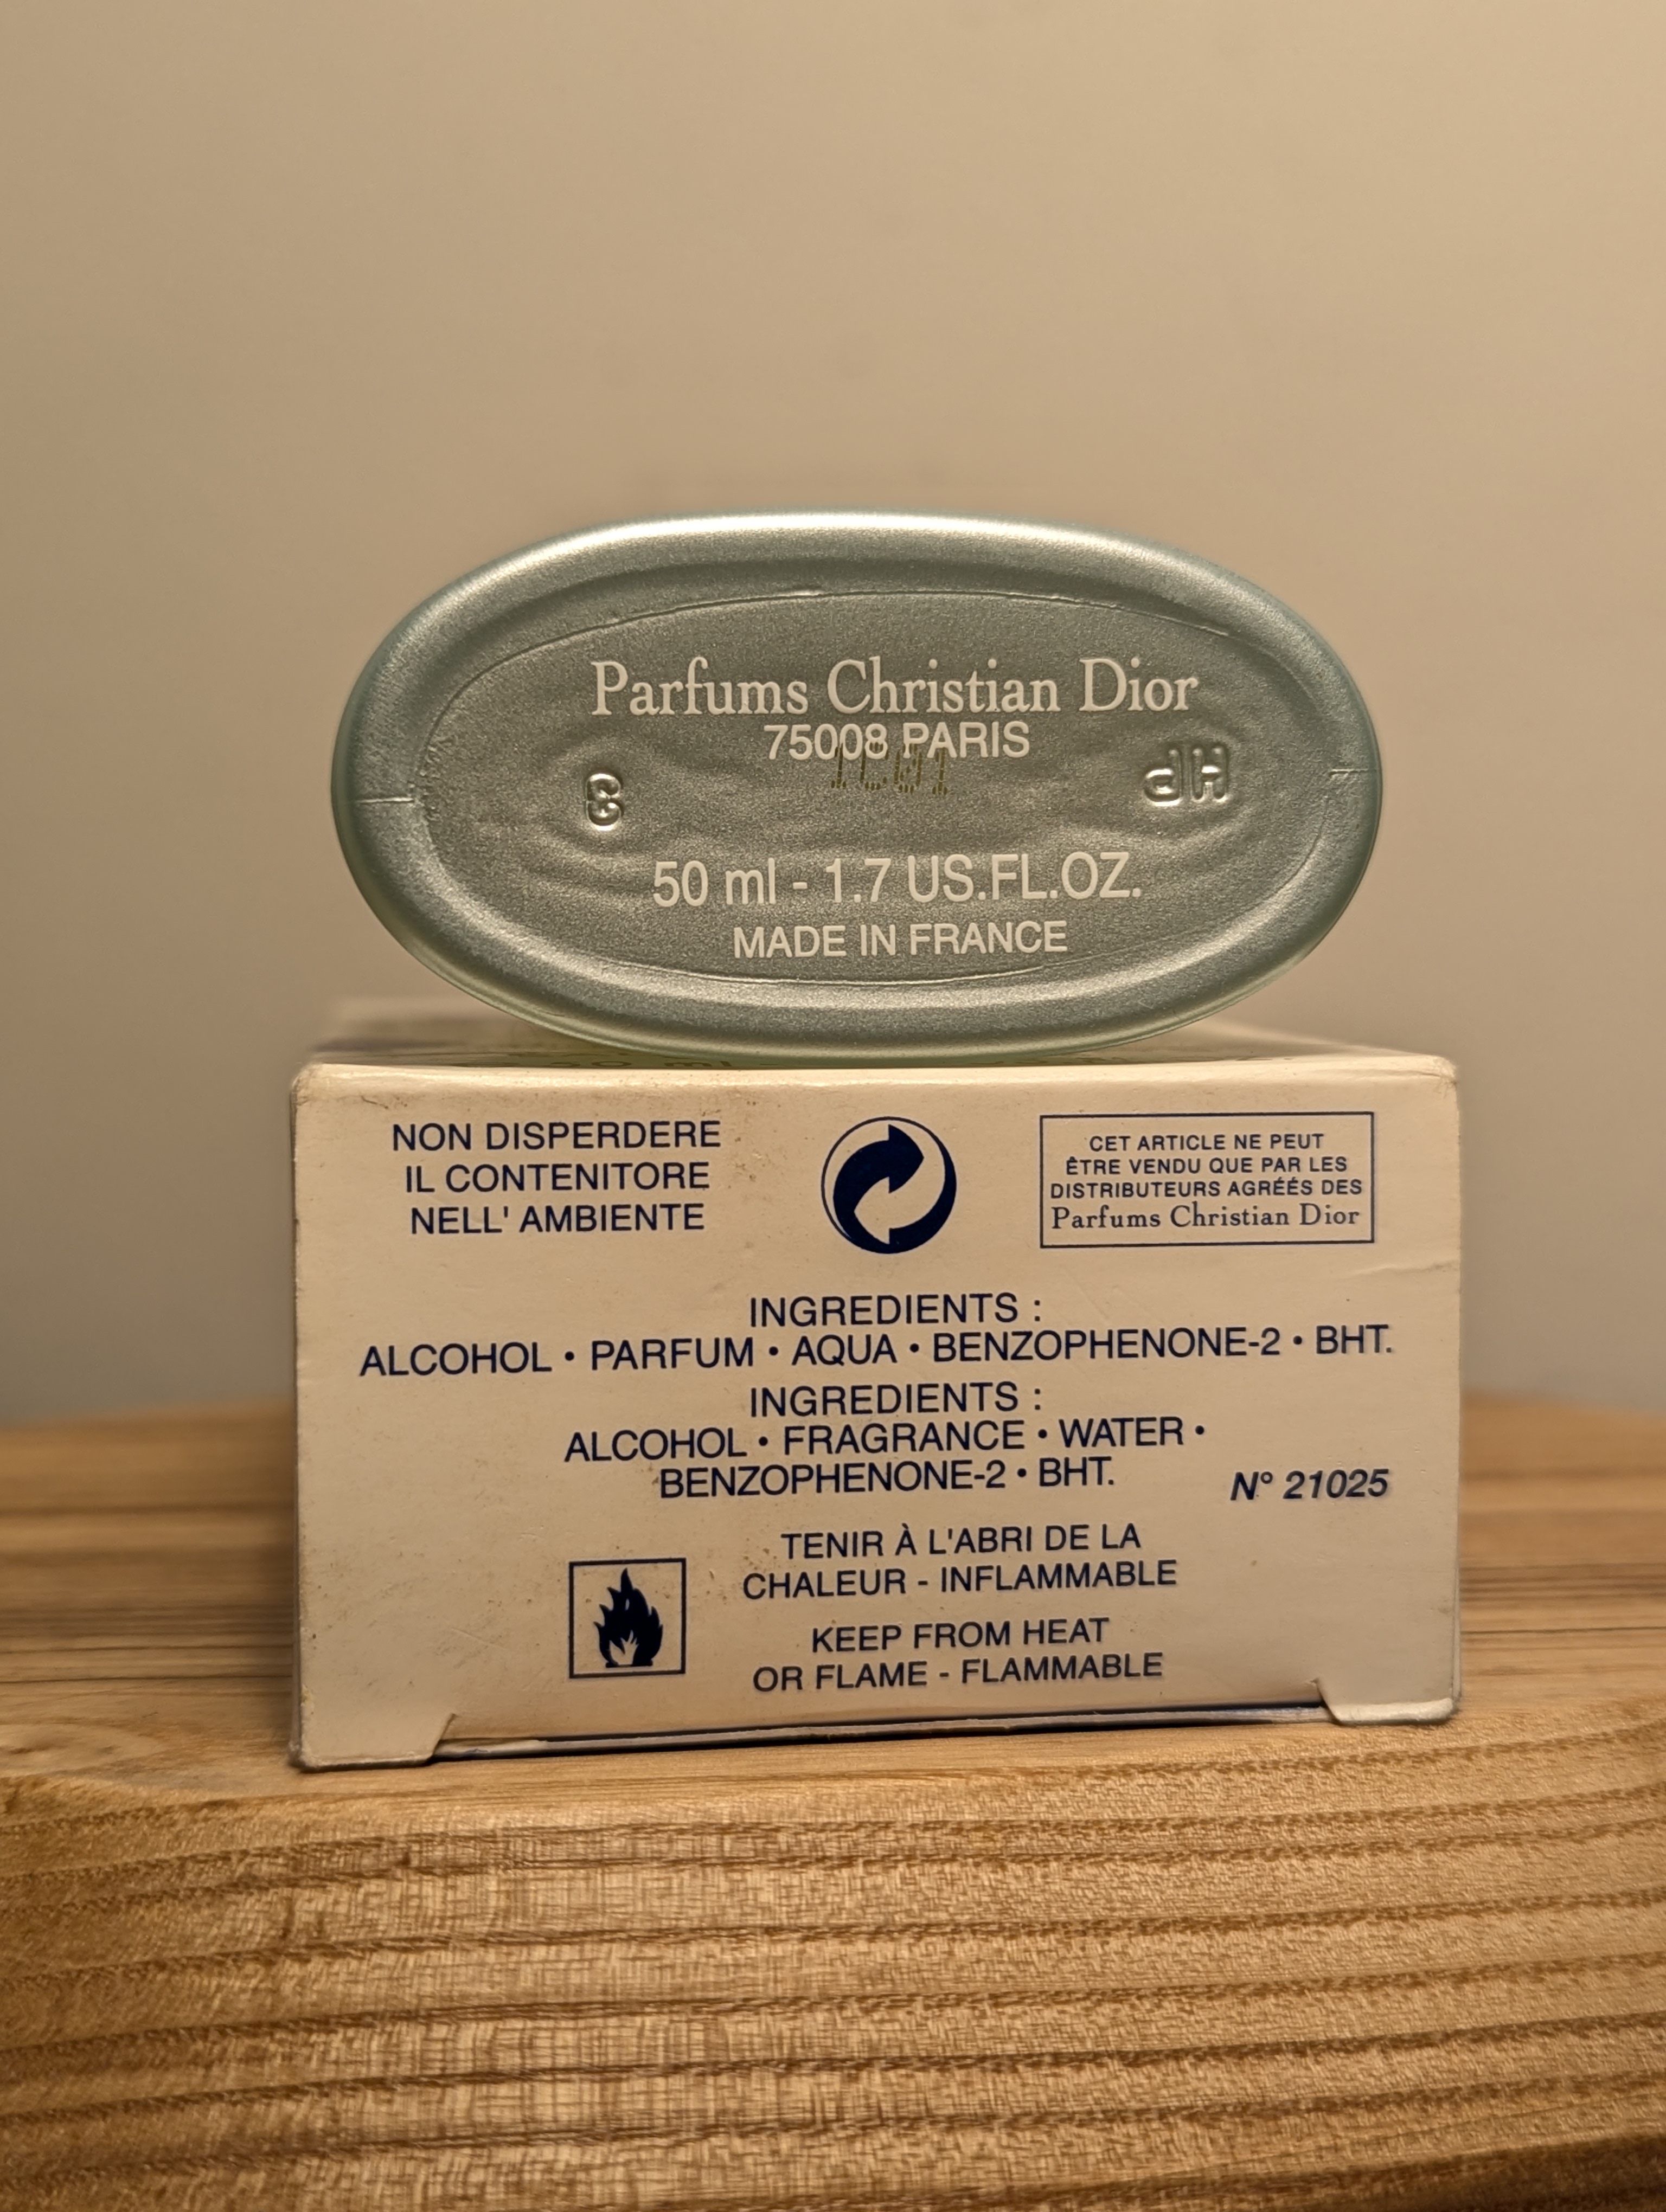 Parfums Christian Dior
75008 PARIS
1C01
3
HP
50 ml - 1.7 US.FL.OZ.
MADE IN FRANCE
NON DISPERDERE
IL CONTENITORE
NELL' AMBIENTE
CET ARTICLE NE PEUT
ÊTRE VENDU QUE PAR LES
DISTRIBUTEURS AGRÉÉS DES
Parfums Christian Dior
INGREDIENTS :
ALCOHOL • PARFUM • AQUA • BENZOPHENONE-2 • BHT.
INGREDIENTS :
ALCOHOL • FRAGRANCE • WATER •
BENZOPHENONE-2 • BHT.
N° 21025
TENIR À L'ABRI DE LA
CHALEUR - INFLAMMABLE
KEEP FROM HEAT
OR FLAME - FLAMMABLE